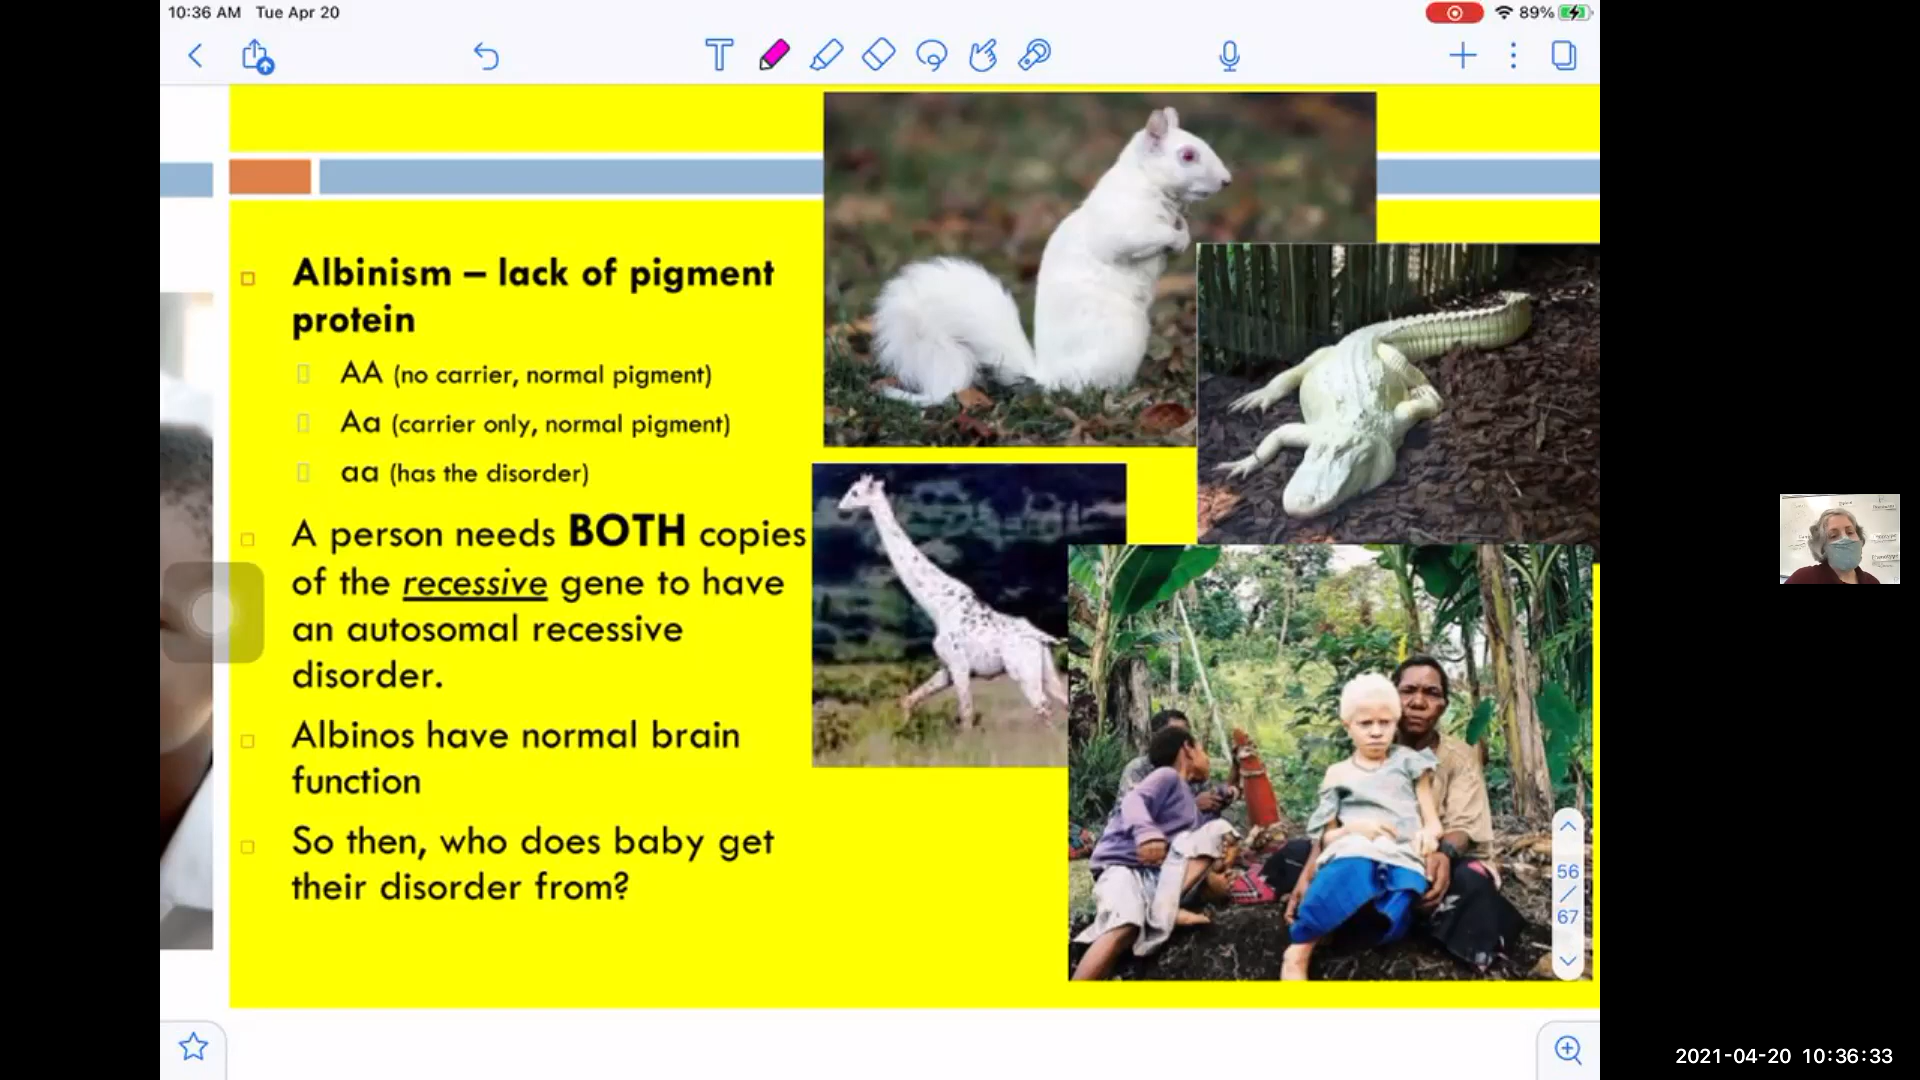 10:36 AM Tue Apr 20
89%
Albinism – lack of pigment
protein
AA (no carrier, normal pigment)
Aa (carrier only, normal pigment)
aa (has the disorder)
A person needs BOTH copies
of the recessive gene to have
an autosomal recessive
disorder.
Albinos have normal brain
function
So then, who does baby get
their disorder from?
56
/
67
2021-04-20 10:36:33